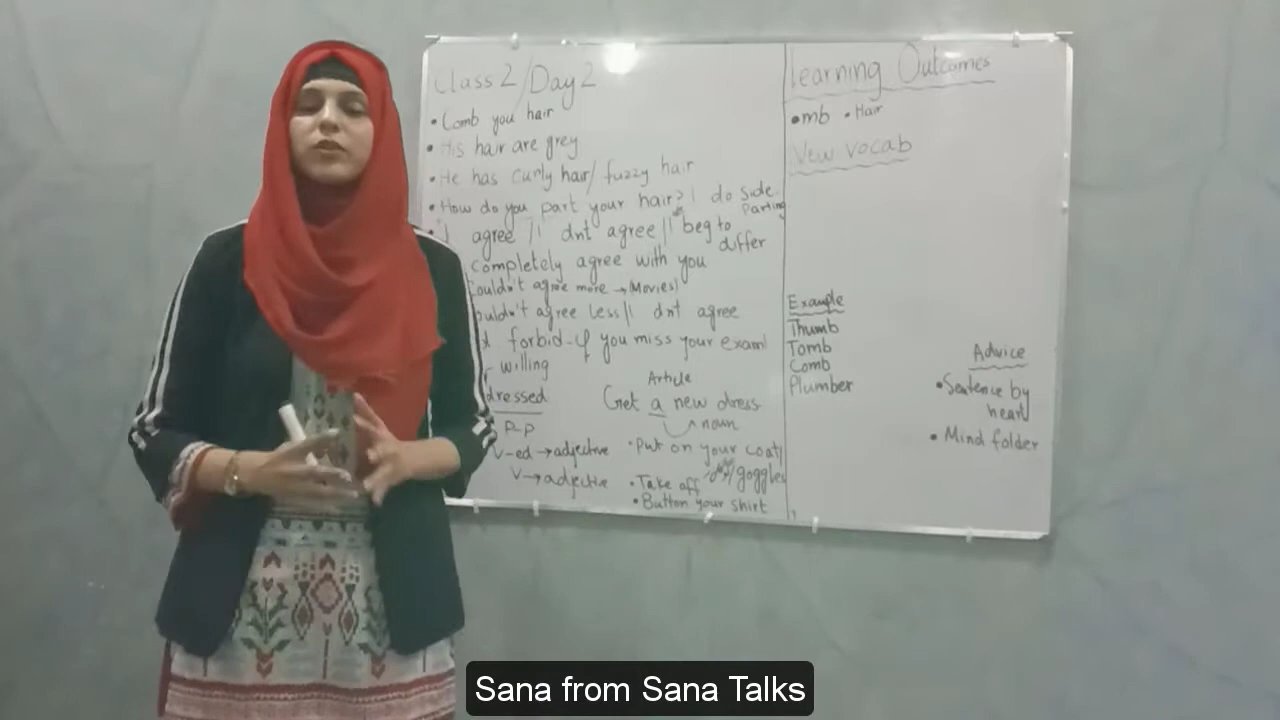 Class 2/Day 2
• Comb you hair
• His hair are grey
• He has curly hair/ fuzzy hair
• How do you part your hair? I do side parting
I agree /I dnt agree // I beg to differ
completely agree with you
Couldn't agree more → (Movies)
ouldn't agree less// I dnt agree
forbid - if you miss your exam
willing
dressed
P-p
V-ed → adjective
V → adjective
Article
Get a new dress
noun
• Put on your coat/
• Take off /goggles
• Button your shirt
learning Outcomes
• mb • Hair
New vocab
Example
Thumb
Tomb
Comb
Plumber
Advice
• Sentence by heart
• Mind folder
Sana from Sana Talks